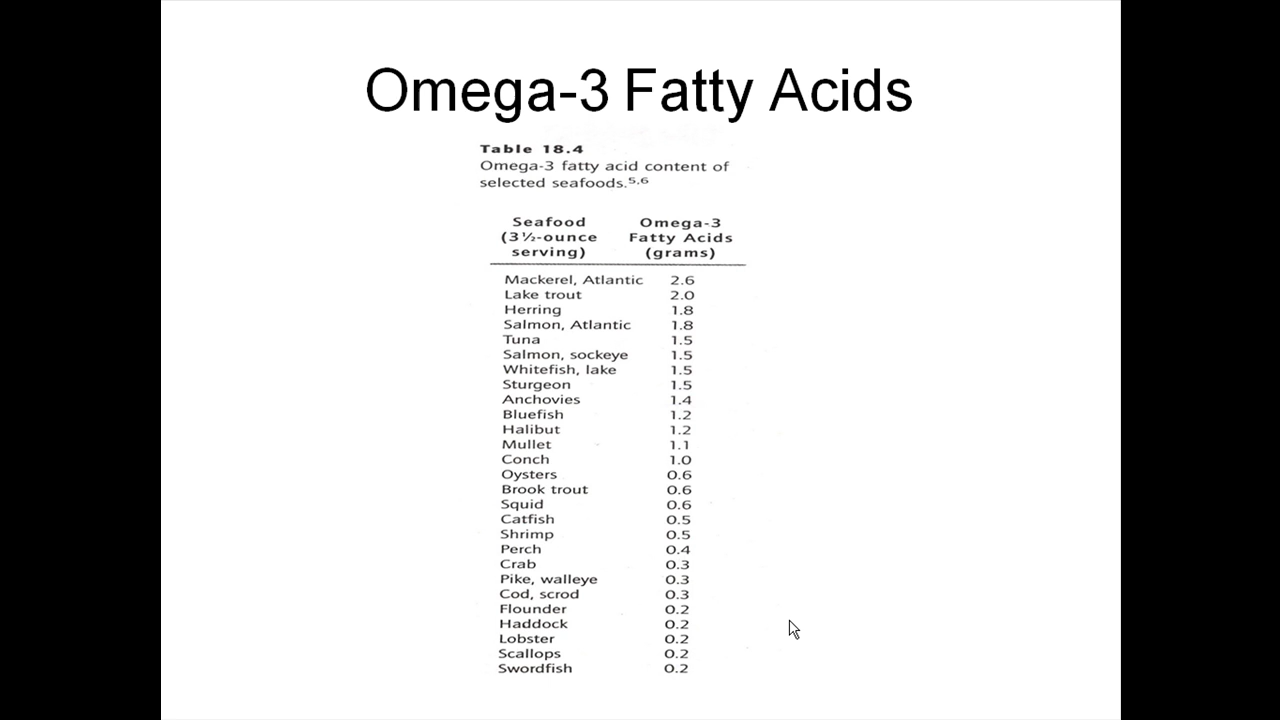 Omega-3 Fatty Acids
Table 18.4
Omega-3 fatty acid content of
selected seafoods.5,6
Seafood Omega-3
(3½-ounce Fatty Acids
serving) (grams)
Mackerel, Atlantic 2.6
Lake trout 2.0
Herring 1.8
Salmon, Atlantic 1.8
Tuna 1.5
Salmon, sockeye 1.5
Whitefish, lake 1.5
Sturgeon 1.5
Anchovies 1.4
Bluefish 1.2
Halibut 1.2
Mullet 1.1
Conch 1.0
Oysters 0.6
Brook trout 0.6
Squid 0.6
Catfish 0.5
Shrimp 0.5
Perch 0.4
Crab 0.3
Pike, walleye 0.3
Cod, scrod 0.3
Flounder 0.2
Haddock 0.2
Lobster 0.2
Scallops 0.2
Swordfish 0.2